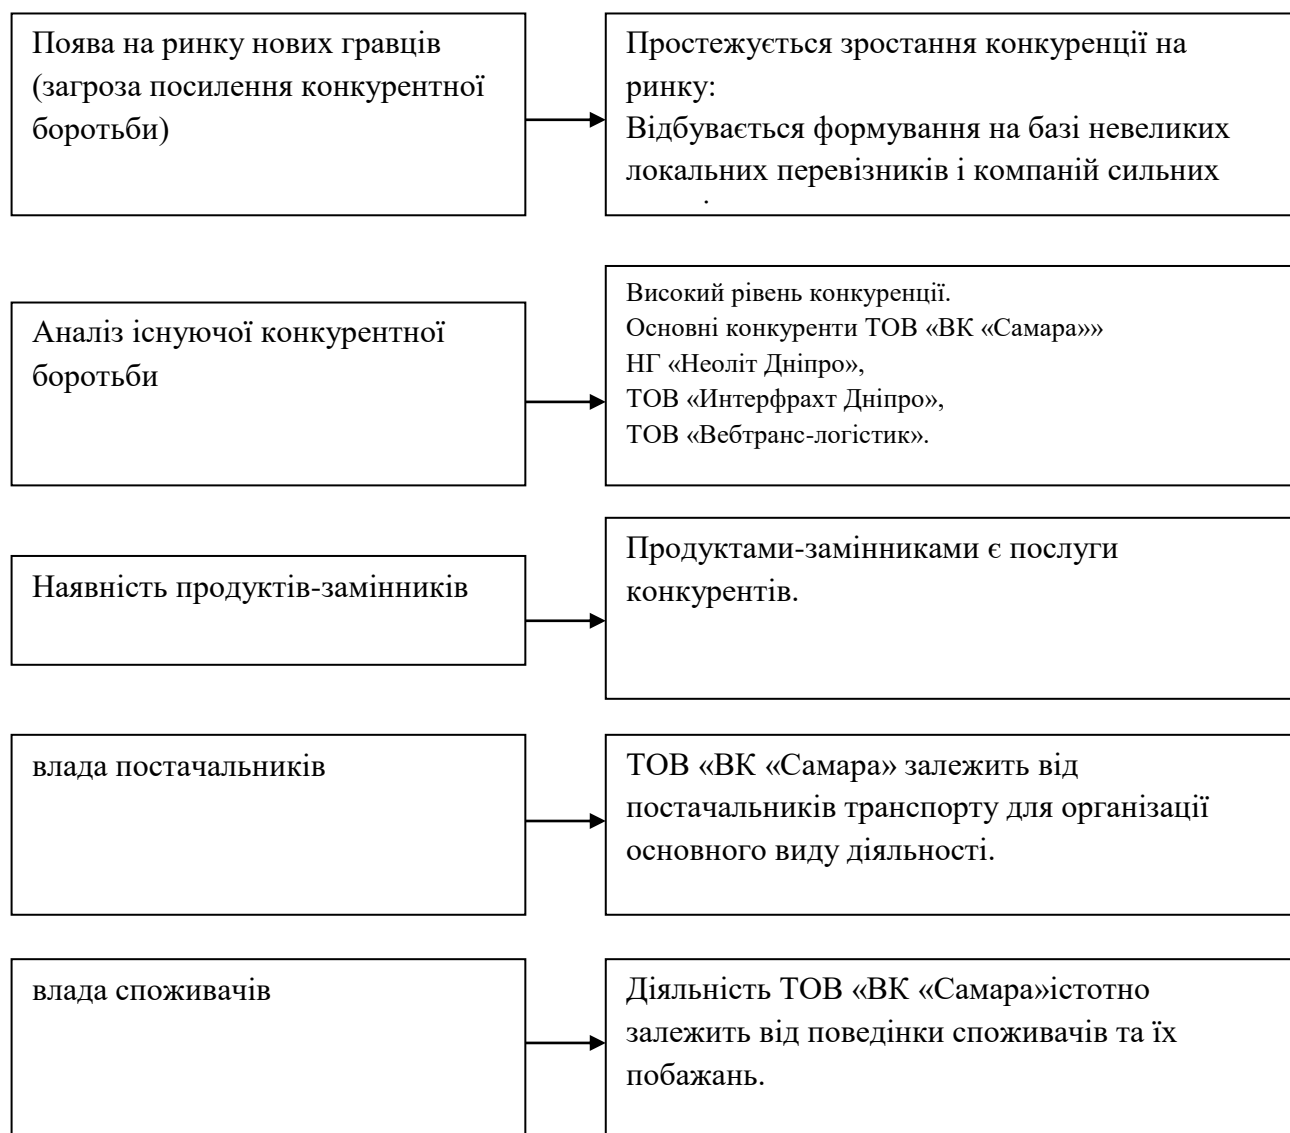 Поява на ринку нових гравців
(загроза посилення конкурентної
боротьби)
Простежується зростання конкуренції на
ринку:
Відбувається формування на базі невеликих
локальних перевізників і компаній сильних
Аналіз існуючої конкурентної
боротьби
Високий рівень конкуренції.
Основні конкуренти ТОВ «ВК «Самара»»
НГ «Неоліт Дніпро»,
ТОВ «Интерфрахт Дніпро»,
ТОВ «Вебтранс-логістик».
Наявність продуктів-замінників
Продуктами-замінниками є послуги
конкурентів.
влада постачальників
ТОВ «ВК «Самара» залежить від
постачальників транспорту для організації
основного виду діяльності.
влада споживачів
Діяльність ТОВ «ВК «Самара»істотно
залежить від поведінки споживачів та їх
побажань.